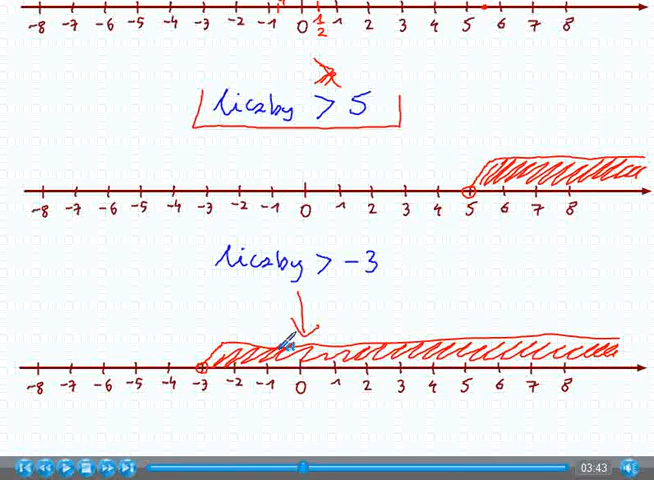 -8 -7 -6 -5 -4 -3 -2 -1 0 1/2 1 2 3 4 5 6 7 8
liczby > 5
-8 -7 -6 -5 -4 -3 -2 -1 0 1 2 3 4 5 6 7 8
liczby > -3
-8 -7 -6 -5 -4 -3 -2 -1 0 1 2 3 4 5 6 7 8
03:43